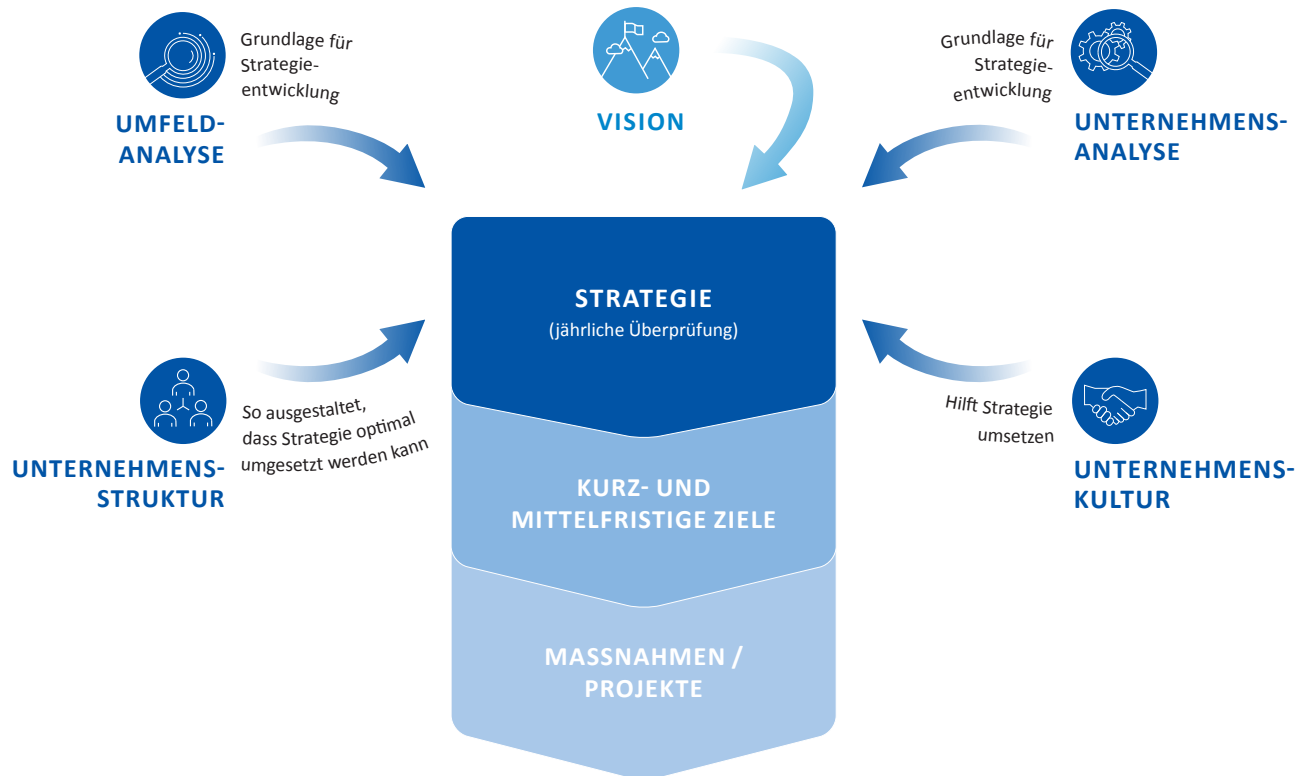 Grundlage für
Strategie-
entwicklung
UMFELD-
ANALYSE
VISION
Grundlage für
Strategie-
entwicklung
UNTERNEHMENS-
ANALYSE
STRATEGIE
(jährliche Überprüfung)
So ausgestaltet,
dass Strategie optimal
umgesetzt werden kann
UNTERNEHMENS-
STRUKTUR
Hilft Strategie
umsetzen
UNTERNEHMENS-
KULTUR
KURZ- UND
MITTELFRISTIGE ZIELE
MASSNAHMEN /
PROJEKTE